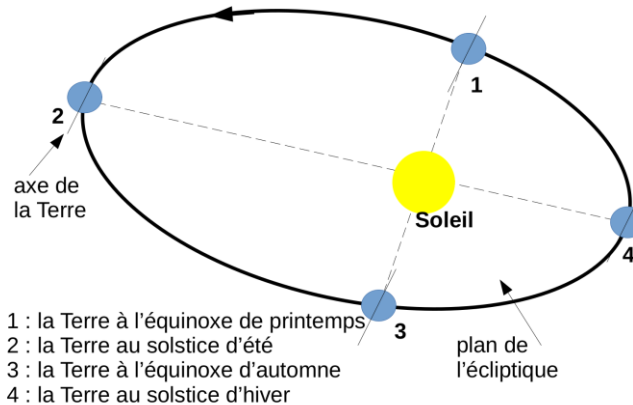 1
2
axe de
la Terre
Soleil
4
3
1 : la Terre à l'équinoxe de printemps
2 : la Terre au solstice d'été
3 : la Terre à l'équinoxe d'automne
4 : la Terre au solstice d'hiver
plan de
l'écliptique